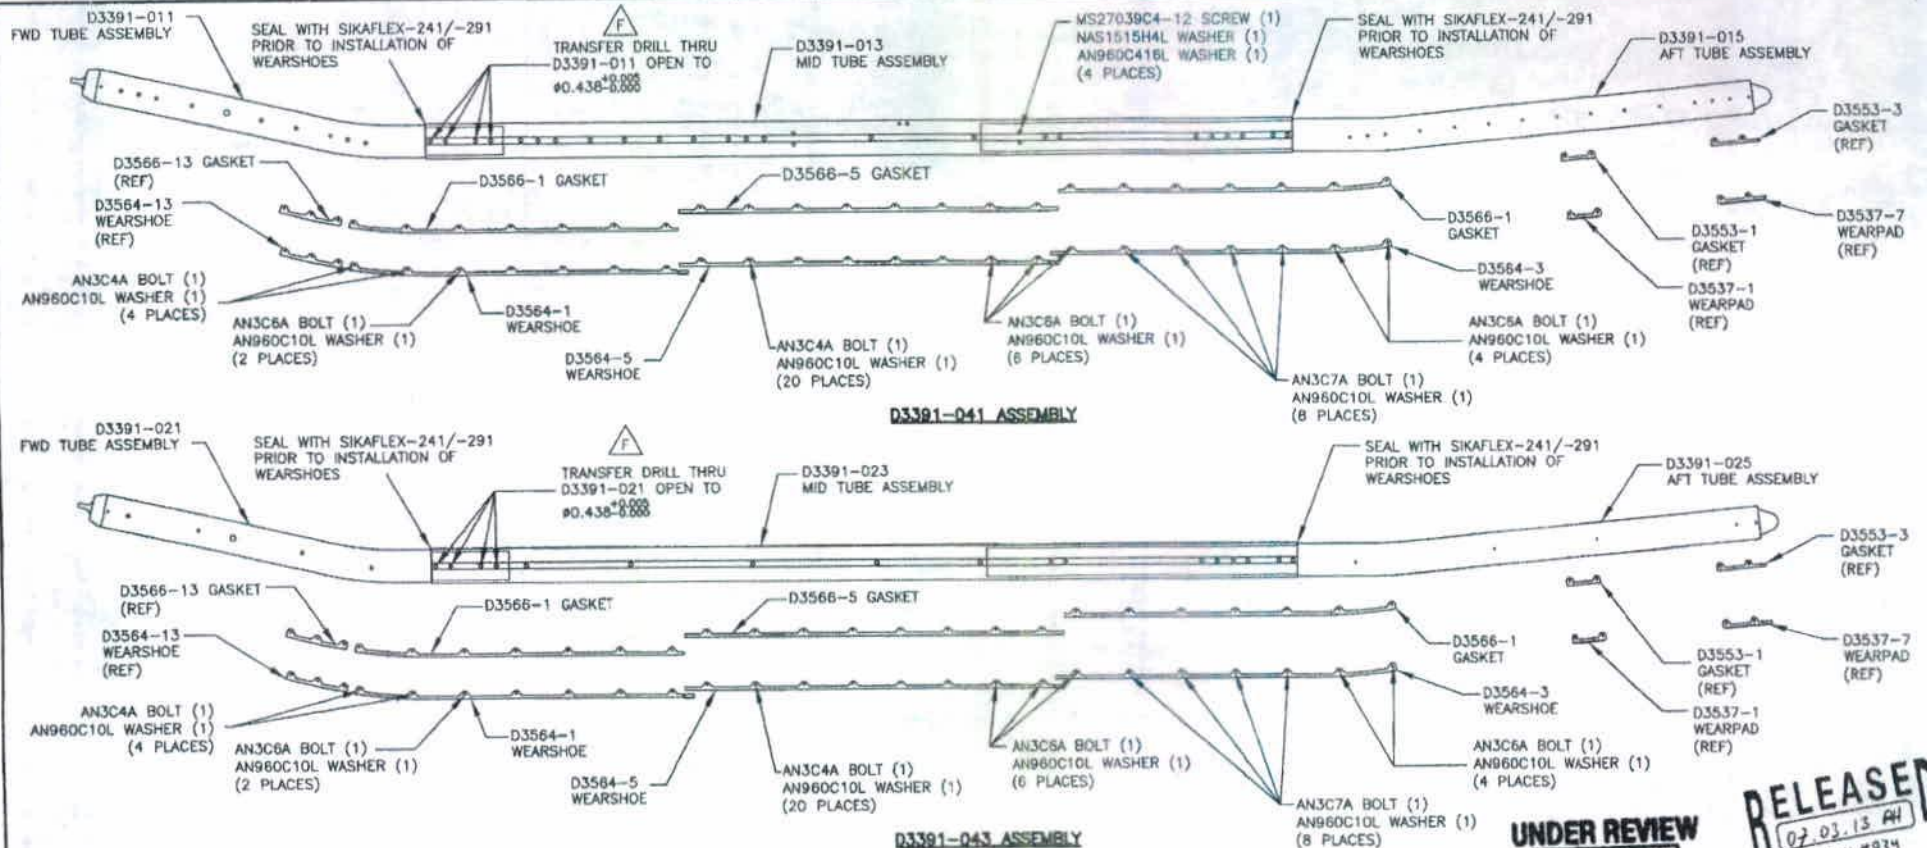 D3391-011
FWD TUBE ASSEMBLY
SEAL WITH SIKAFLEX-241/-291
PRIOR TO INSTALLATION OF
WEARSHOES
F
TRANSFER DRILL THRU
D3391-011 OPEN TO
ø0.438 +0.005 -0.000
D3391-013
MID TUBE ASSEMBLY
MS27039C4-12 SCREW (1)
NAS1515H4L WASHER (1)
AN960C416L WASHER (1)
(4 PLACES)
SEAL WITH SIKAFLEX-241/-291
PRIOR TO INSTALLATION OF
WEARSHOES
D3391-015
AFT TUBE ASSEMBLY
D3553-3
GASKET
(REF)
D3566-13 GASKET
(REF)
D3566-1 GASKET
D3566-5 GASKET
D3564-13
WEARSHOE
(REF)
D3566-1
GASKET
D3553-1
GASKET
(REF)
D3537-7
WEARPAD
(REF)
AN3C4A BOLT (1)
AN960C10L WASHER (1)
(4 PLACES)
D3564-1
WEARSHOE
D3564-3
WEARSHOE
D3537-1
WEARPAD
(REF)
AN3C6A BOLT (1)
AN960C10L WASHER (1)
(2 PLACES)
D3564-5
WEARSHOE
AN3C4A BOLT (1)
AN960C10L WASHER (1)
(20 PLACES)
AN3C6A BOLT (1)
AN960C10L WASHER (1)
(6 PLACES)
AN3C6A BOLT (1)
AN960C10L WASHER (1)
(4 PLACES)
AN3C7A BOLT (1)
AN960C10L WASHER (1)
(8 PLACES)
D3391-041 ASSEMBLY
D3391-021
FWD TUBE ASSEMBLY
SEAL WITH SIKAFLEX-241/-291
PRIOR TO INSTALLATION OF
WEARSHOES
F
TRANSFER DRILL THRU
D3391-021 OPEN TO
ø0.438 +0.005 -0.000
D3391-023
MID TUBE ASSEMBLY
SEAL WITH SIKAFLEX-241/-291
PRIOR TO INSTALLATION OF
WEARSHOES
D3391-025
AFT TUBE ASSEMBLY
D3553-3
GASKET
(REF)
D3566-13 GASKET
(REF)
D3566-1 GASKET
D3566-5 GASKET
D3564-13
WEARSHOE
(REF)
D3566-1
GASKET
D3553-1
GASKET
(REF)
D3537-7
WEARPAD
(REF)
AN3C4A BOLT (1)
AN960C10L WASHER (1)
(4 PLACES)
D3564-1
WEARSHOE
D3564-3
WEARSHOE
D3537-1
WEARPAD
(REF)
AN3C6A BOLT (1)
AN960C10L WASHER (1)
(2 PLACES)
D3564-5
WEARSHOE
AN3C4A BOLT (1)
AN960C10L WASHER (1)
(20 PLACES)
AN3C6A BOLT (1)
AN960C10L WASHER (1)
(6 PLACES)
AN3C6A BOLT (1)
AN960C10L WASHER (1)
(4 PLACES)
AN3C7A BOLT (1)
AN960C10L WASHER (1)
(8 PLACES)
D3391-043 ASSEMBLY
UNDER REVIEW
RELEASED
07.03.13